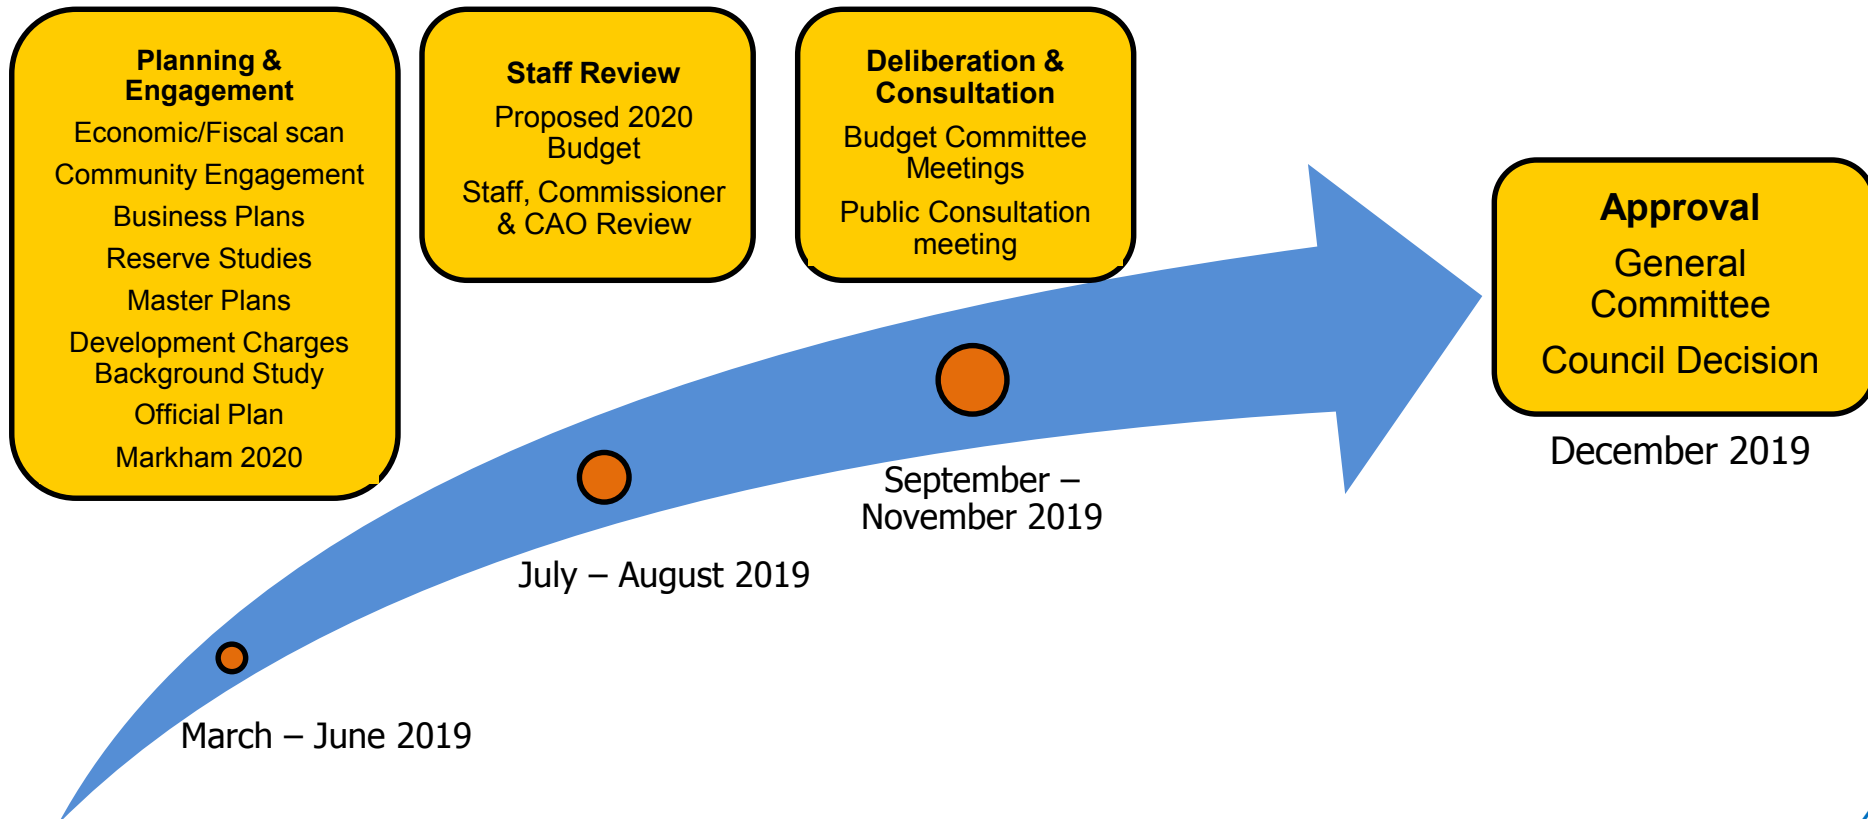 Planning &
Engagement
Economic/Fiscal scan
Community Engagement
Business Plans
Reserve Studies
Master Plans
Development Charges
Background Study
Official Plan
Markham 2020
Staff Review
Proposed 2020
Budget
Staff, Commissioner
& CAO Review
Deliberation &
Consultation
Budget Committee
Meetings
Public Consultation
meeting
Approval
General
Committee
Council Decision
December 2019
September –
November 2019
July – August 2019
March – June 2019